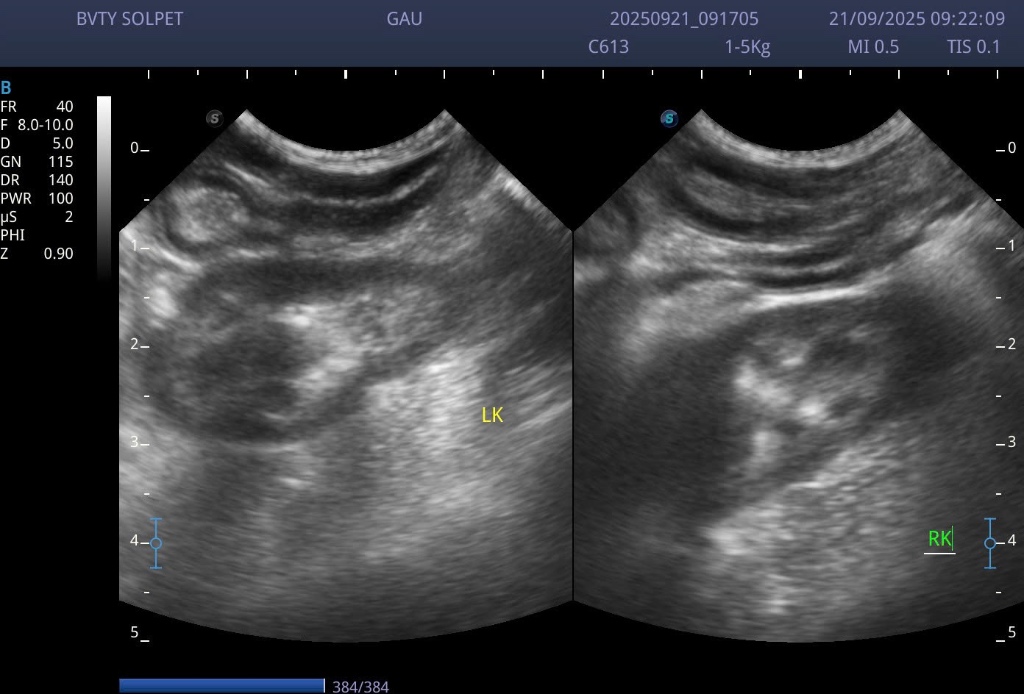 BVTY SOLPET GAU 20250921_091705 21/09/2025 09:22:09
C613 1-5Kg MI 0.5 TIS 0.1
B
FR 40
F 8.0-10.0
D 5.0
GN 115
DR 140
PWR 100
µS 2
PHI
Z 0.90
S S
0 0
1 1
2 2
LK
3 3
RK
4 4
5 5
384/384